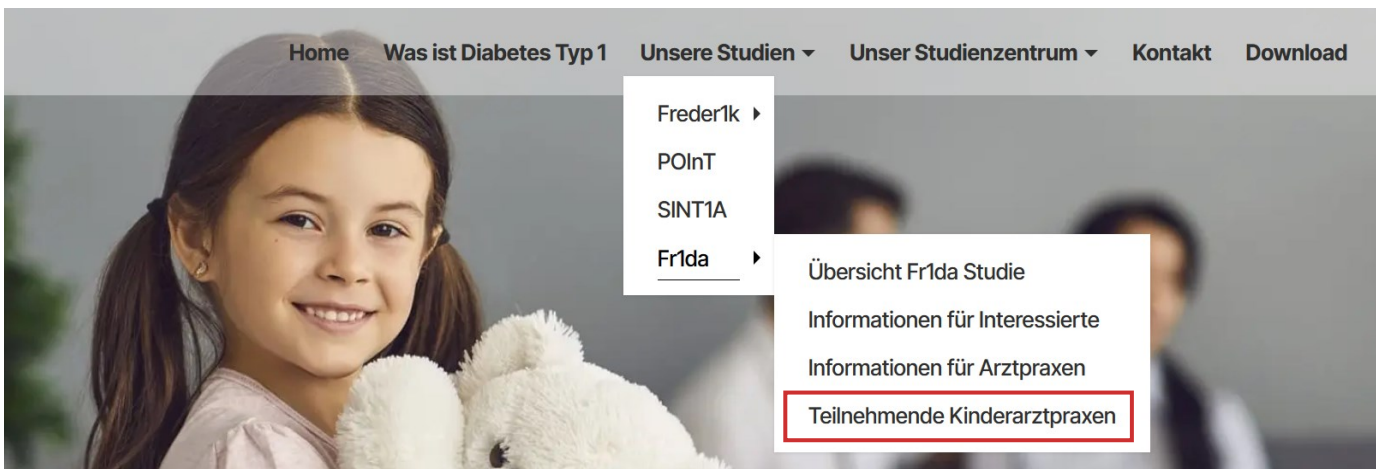 Home Was ist Diabetes Typ 1 Unsere Studien Unser Studienzentrum Kontakt Download
Freder1k
POInT
SINT1A
Fr1da
Übersicht Fr1da Studie
Informationen für Interessierte
Informationen für Arztpraxen
Teilnehmende Kinderarztpraxen